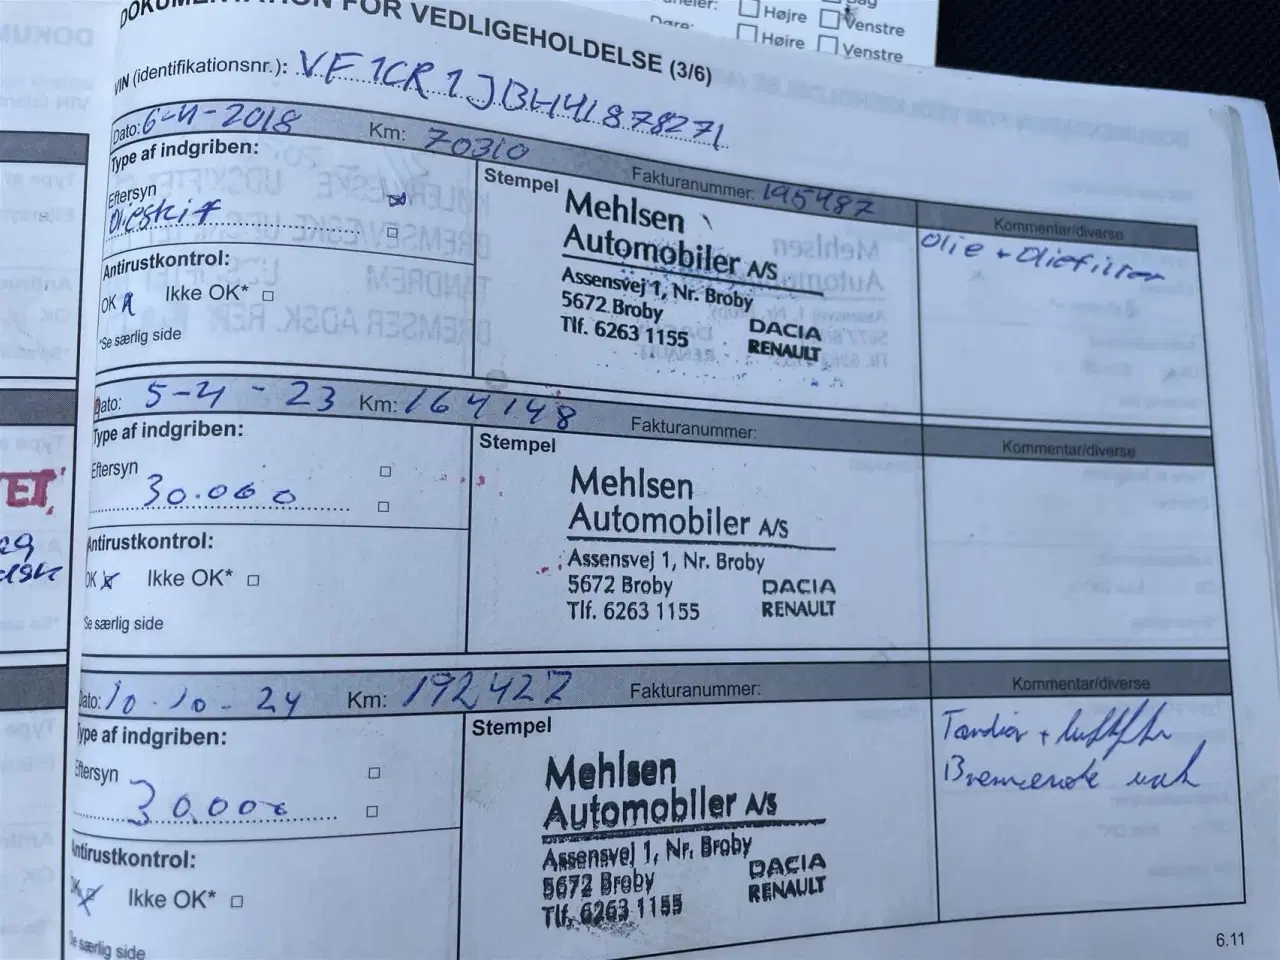 Højre
Venstre
Døre:
Højre
Venstre
DOKUMENTATION FOR VEDLIGEHOLDELSE (3/6)
VIN (identifikationsnr.): VF1CR1JBH41878271
Dato: 6-4-2018 Km: 70310 Fakturanummer: 195487 Kommentar/diverse
Type af indgriben:
Eftersyn
Olieskift
Antirustkontrol:
OK Ikke OK*
*Se særlig side
Stempel
Mehlsen
Automobiler A/S
Assensvej 1, Nr. Broby
5672 Broby
Tlf. 6263 1155
DACIA
RENAULT
Olie + Oliefilter
Dato: 5-4-23 Km: 164148 Fakturanummer: Kommentar/diverse
Type af indgriben:
Eftersyn
30.000
Antirustkontrol:
OK Ikke OK*
Se særlig side
Stempel
Mehlsen
Automobiler A/S
Assensvej 1, Nr. Broby
5672 Broby
Tlf. 6263 1155
DACIA
RENAULT
Dato: 10-10-24 Km: 192422 Fakturanummer: Kommentar/diverse
Type af indgriben:
Eftersyn
30.000
Antirustkontrol:
OK Ikke OK*
*Se særlig side
Stempel
Mehlsen
Automobiler A/S
Assensvej 1, Nr. Broby
5672 Broby
Tlf. 6263 1155
DACIA
RENAULT
6.11